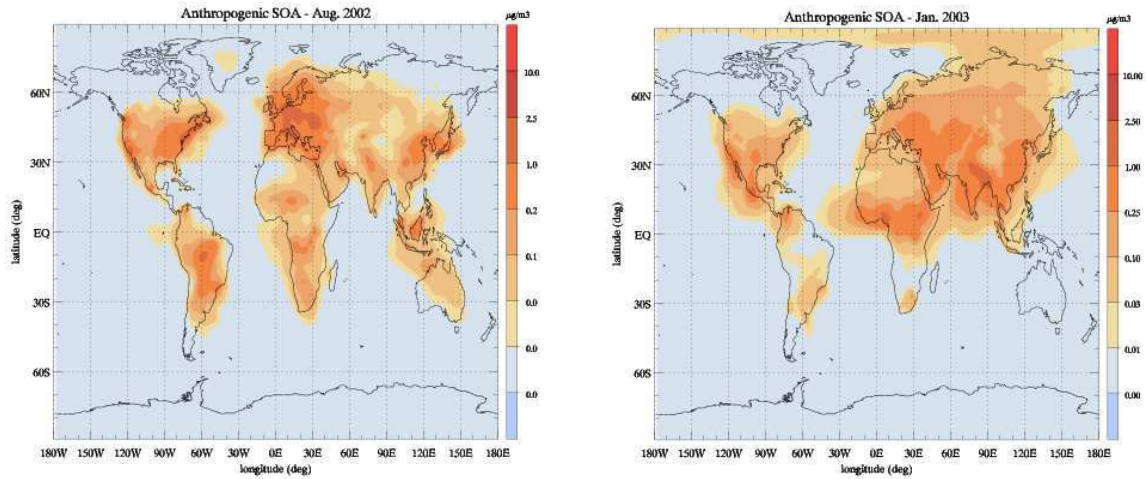 Anthropogenic SOA - Aug. 2002
µg/m3
60N
30N
EQ
30S
60S
latitude (deg)
180W 150W 120W 90W 60W 30W 0E 30E 60E 90E 120E 150E 180E
longitude (deg)
10.0
2.5
1.0
0.2
0.1
0.0
0.0
0.0
Anthropogenic SOA - Jan. 2003
µg/m3
60N
30N
EQ
30S
60S
latitude (deg)
180W 150W 120W 90W 60W 30W 0E 30E 60E 90E 120E 150E 180E
longitude (deg)
10.00
2.50
1.00
0.25
0.10
0.03
0.01
0.00